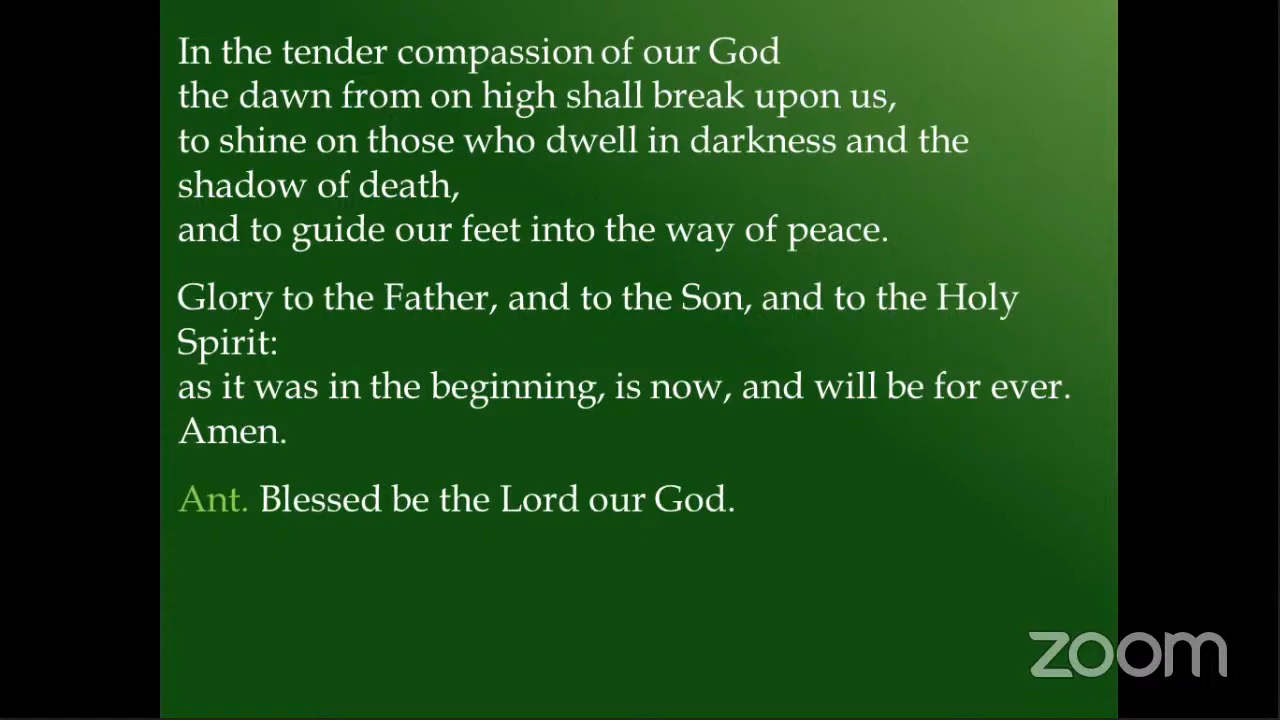 In the tender compassion of our God
the dawn from on high shall break upon us,
to shine on those who dwell in darkness and the
shadow of death,
and to guide our feet into the way of peace.
Glory to the Father, and to the Son, and to the Holy
Spirit:
as it was in the beginning, is now, and will be for ever.
Amen.
Ant. Blessed be the Lord our God.
zoom